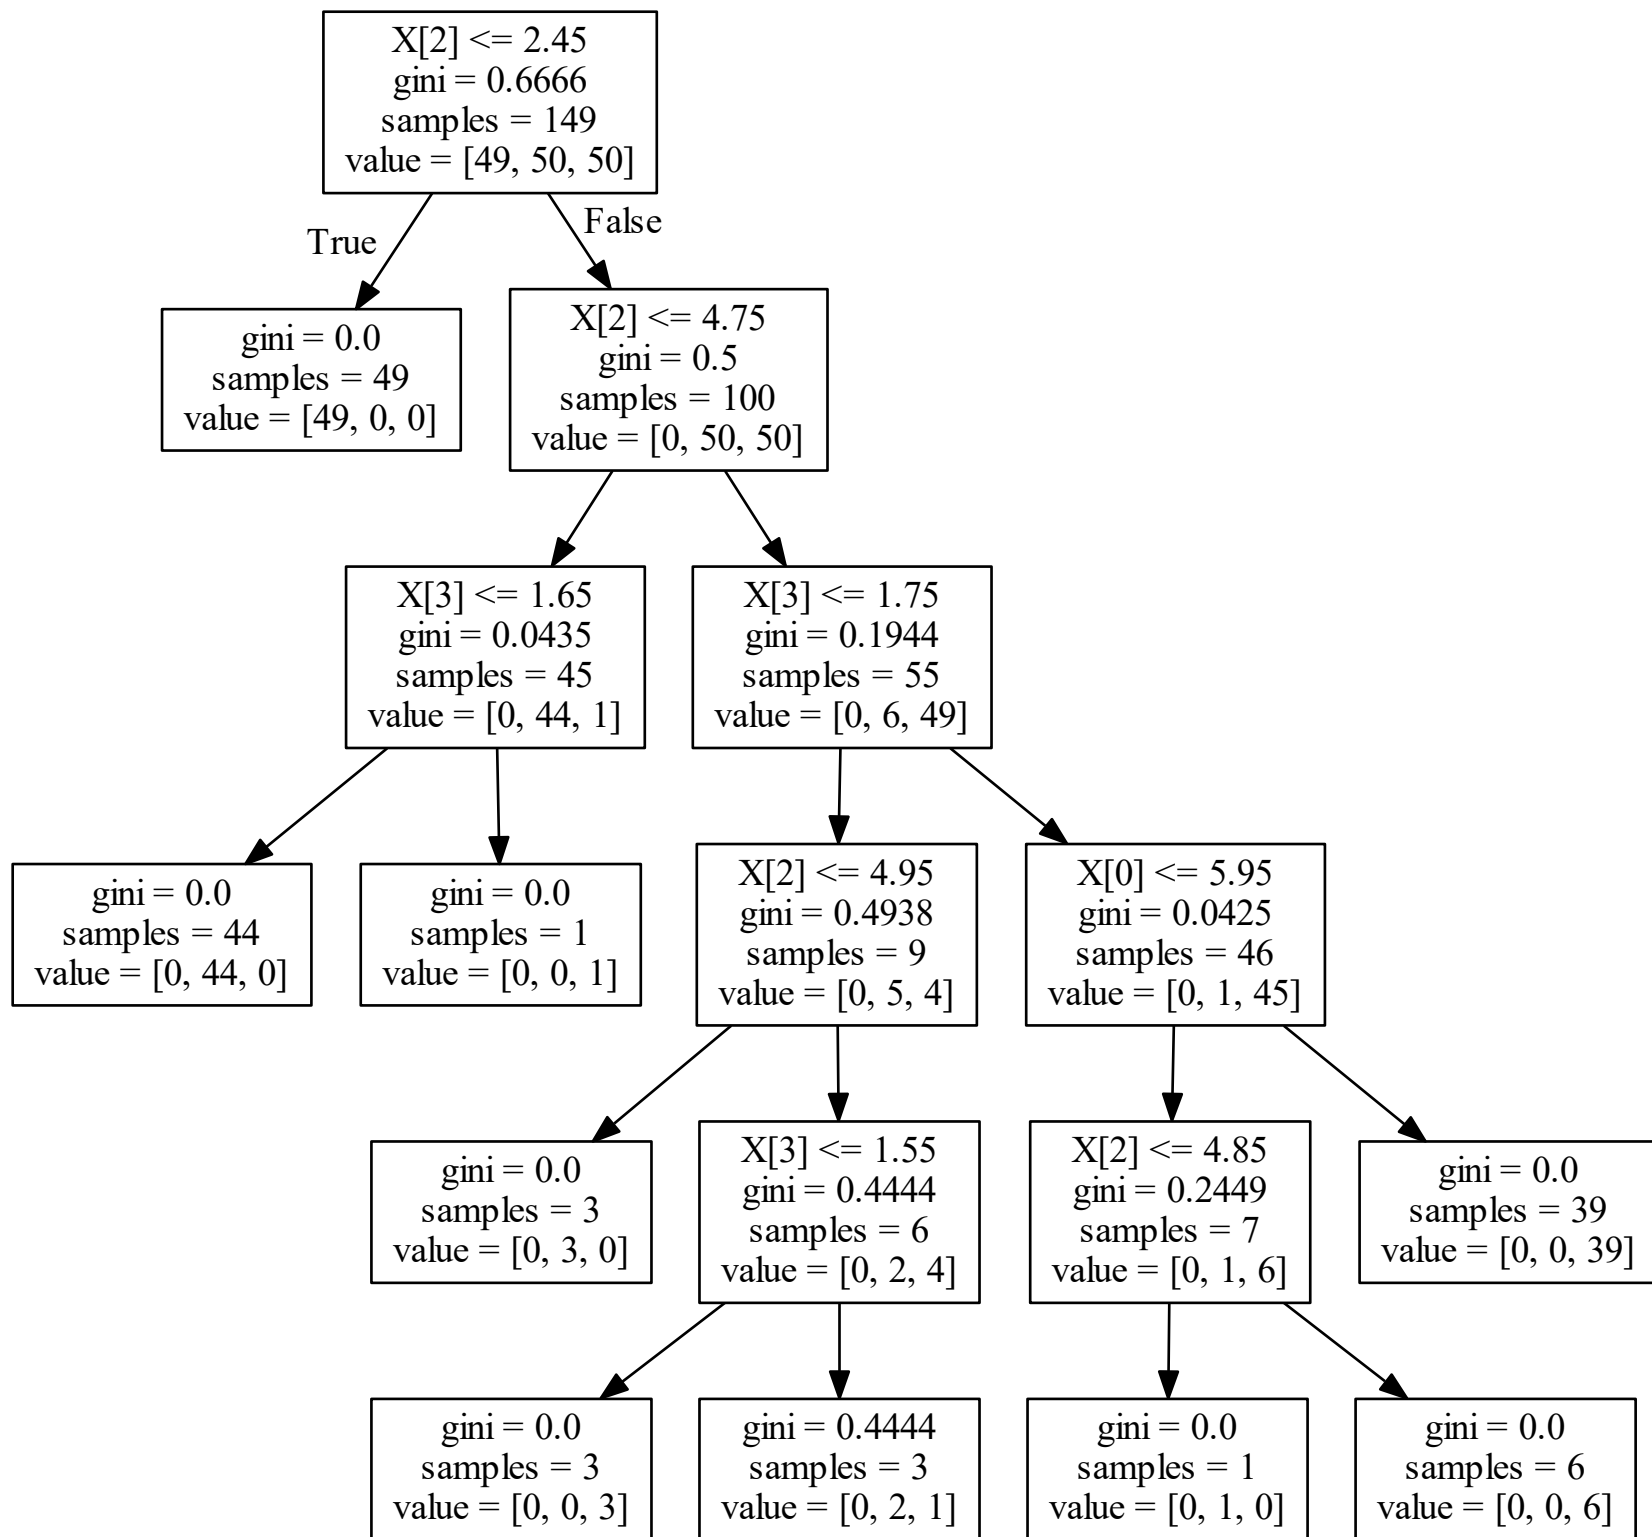 X[2] <= 2.45
gini = 0.6666
samples = 149
value = [49, 50, 50]
True
False
gini = 0.0
samples = 49
value = [49, 0, 0]
X[2] <= 4.75
gini = 0.5
samples = 100
value = [0, 50, 50]
X[3] <= 1.65
gini = 0.0435
samples = 45
value = [0, 44, 1]
X[3] <= 1.75
gini = 0.1944
samples = 55
value = [0, 6, 49]
gini = 0.0
samples = 44
value = [0, 44, 0]
gini = 0.0
samples = 1
value = [0, 0, 1]
X[2] <= 4.95
gini = 0.4938
samples = 9
value = [0, 5, 4]
X[0] <= 5.95
gini = 0.0425
samples = 46
value = [0, 1, 45]
gini = 0.0
samples = 3
value = [0, 3, 0]
X[3] <= 1.55
gini = 0.4444
samples = 6
value = [0, 2, 4]
X[2] <= 4.85
gini = 0.2449
samples = 7
value = [0, 1, 6]
gini = 0.0
samples = 39
value = [0, 0, 39]
gini = 0.0
samples = 3
value = [0, 0, 3]
gini = 0.4444
samples = 3
value = [0, 2, 1]
gini = 0.0
samples = 1
value = [0, 1, 0]
gini = 0.0
samples = 6
value = [0, 0, 6]